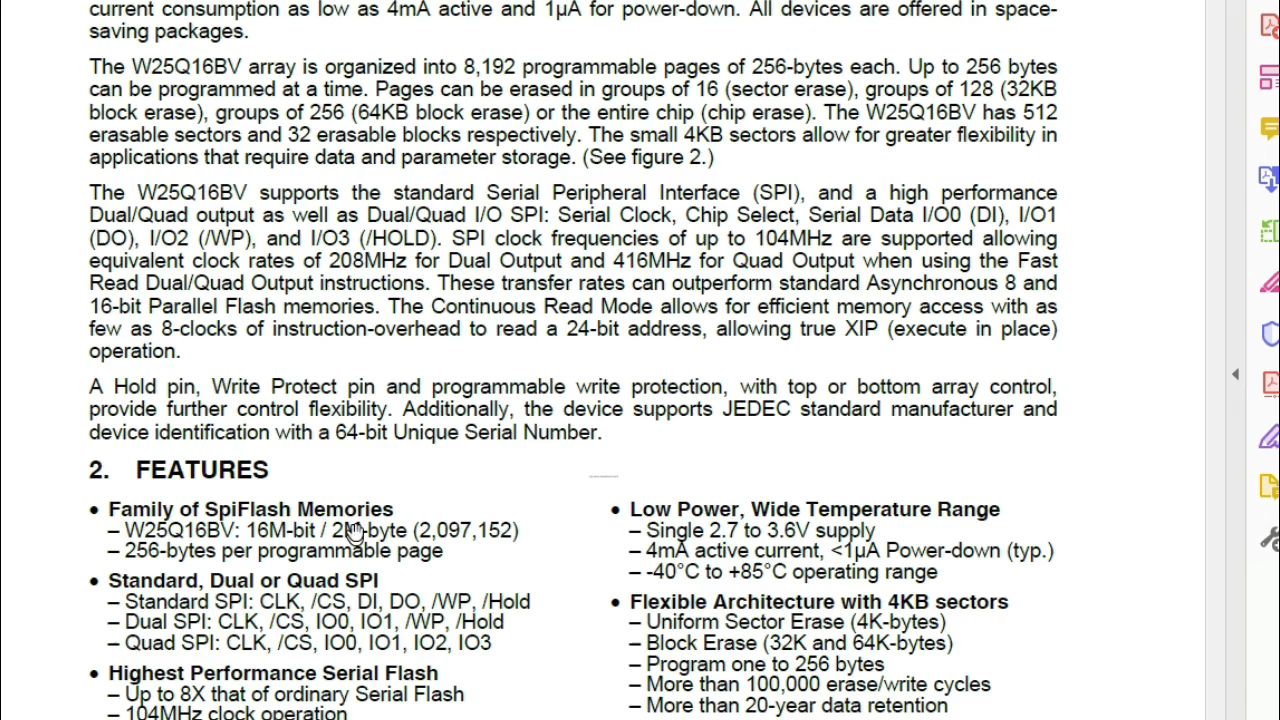 current consumption as low as 4mA active and 1µA for power-down. All devices are offered in space-
saving packages.
The W25Q16BV array is organized into 8,192 programmable pages of 256-bytes each. Up to 256 bytes
can be programmed at a time. Pages can be erased in groups of 16 (sector erase), groups of 128 (32KB
block erase), groups of 256 (64KB block erase) or the entire chip (chip erase). The W25Q16BV has 512
erasable sectors and 32 erasable blocks respectively. The small 4KB sectors allow for greater flexibility in
applications that require data and parameter storage. (See figure 2.)
The W25Q16BV supports the standard Serial Peripheral Interface (SPI), and a high performance
Dual/Quad output as well as Dual/Quad I/O SPI: Serial Clock, Chip Select, Serial Data I/O0 (DI), I/O1
(DO), I/O2 (/WP), and I/O3 (/HOLD). SPI clock frequencies of up to 104MHz are supported allowing
equivalent clock rates of 208MHz for Dual Output and 416MHz for Quad Output when using the Fast
Read Dual/Quad Output instructions. These transfer rates can outperform standard Asynchronous 8 and
16-bit Parallel Flash memories. The Continuous Read Mode allows for efficient memory access with as
few as 8-clocks of instruction-overhead to read a 24-bit address, allowing true XIP (execute in place)
operation.
A Hold pin, Write Protect pin and programmable write protection, with top or bottom array control,
provide further control flexibility. Additionally, the device supports JEDEC standard manufacturer and
device identification with a 64-bit Unique Serial Number.
2. FEATURES
• Family of SpiFlash Memories
– W25Q16BV: 16M-bit / 2M-byte (2,097,152)
– 256-bytes per programmable page
• Standard, Dual or Quad SPI
– Standard SPI: CLK, /CS, DI, DO, /WP, /Hold
– Dual SPI: CLK, /CS, IO0, IO1, /WP, /Hold
– Quad SPI: CLK, /CS, IO0, IO1, IO2, IO3
• Highest Performance Serial Flash
– Up to 8X that of ordinary Serial Flash
– 104MHz clock operation
• Low Power, Wide Temperature Range
– Single 2.7 to 3.6V supply
– 4mA active current, <1µA Power-down (typ.)
– -40°C to +85°C operating range
• Flexible Architecture with 4KB sectors
– Uniform Sector Erase (4K-bytes)
– Block Erase (32K and 64K-bytes)
– Program one to 256 bytes
– More than 100,000 erase/write cycles
– More than 20-year data retention